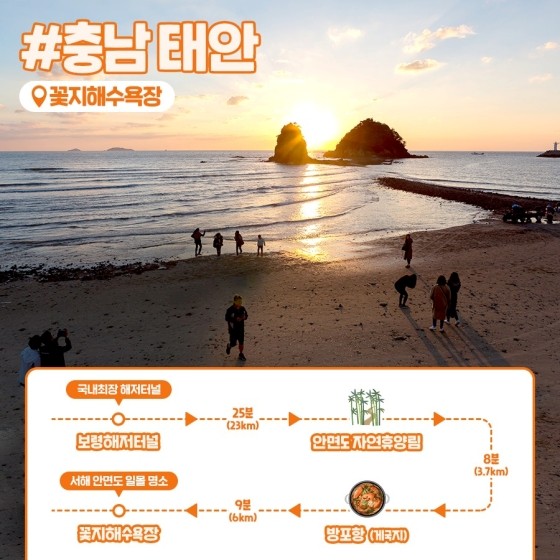 #충남 태안
꽃지해수욕장
국내최장 해저터널
보령해저터널
25분
(23km)
안면도 자연휴양림
8분
(3.7km)
서해 안면도 일몰 명소
꽃지해수욕장
9분
(6km)
방포항 (게국지)